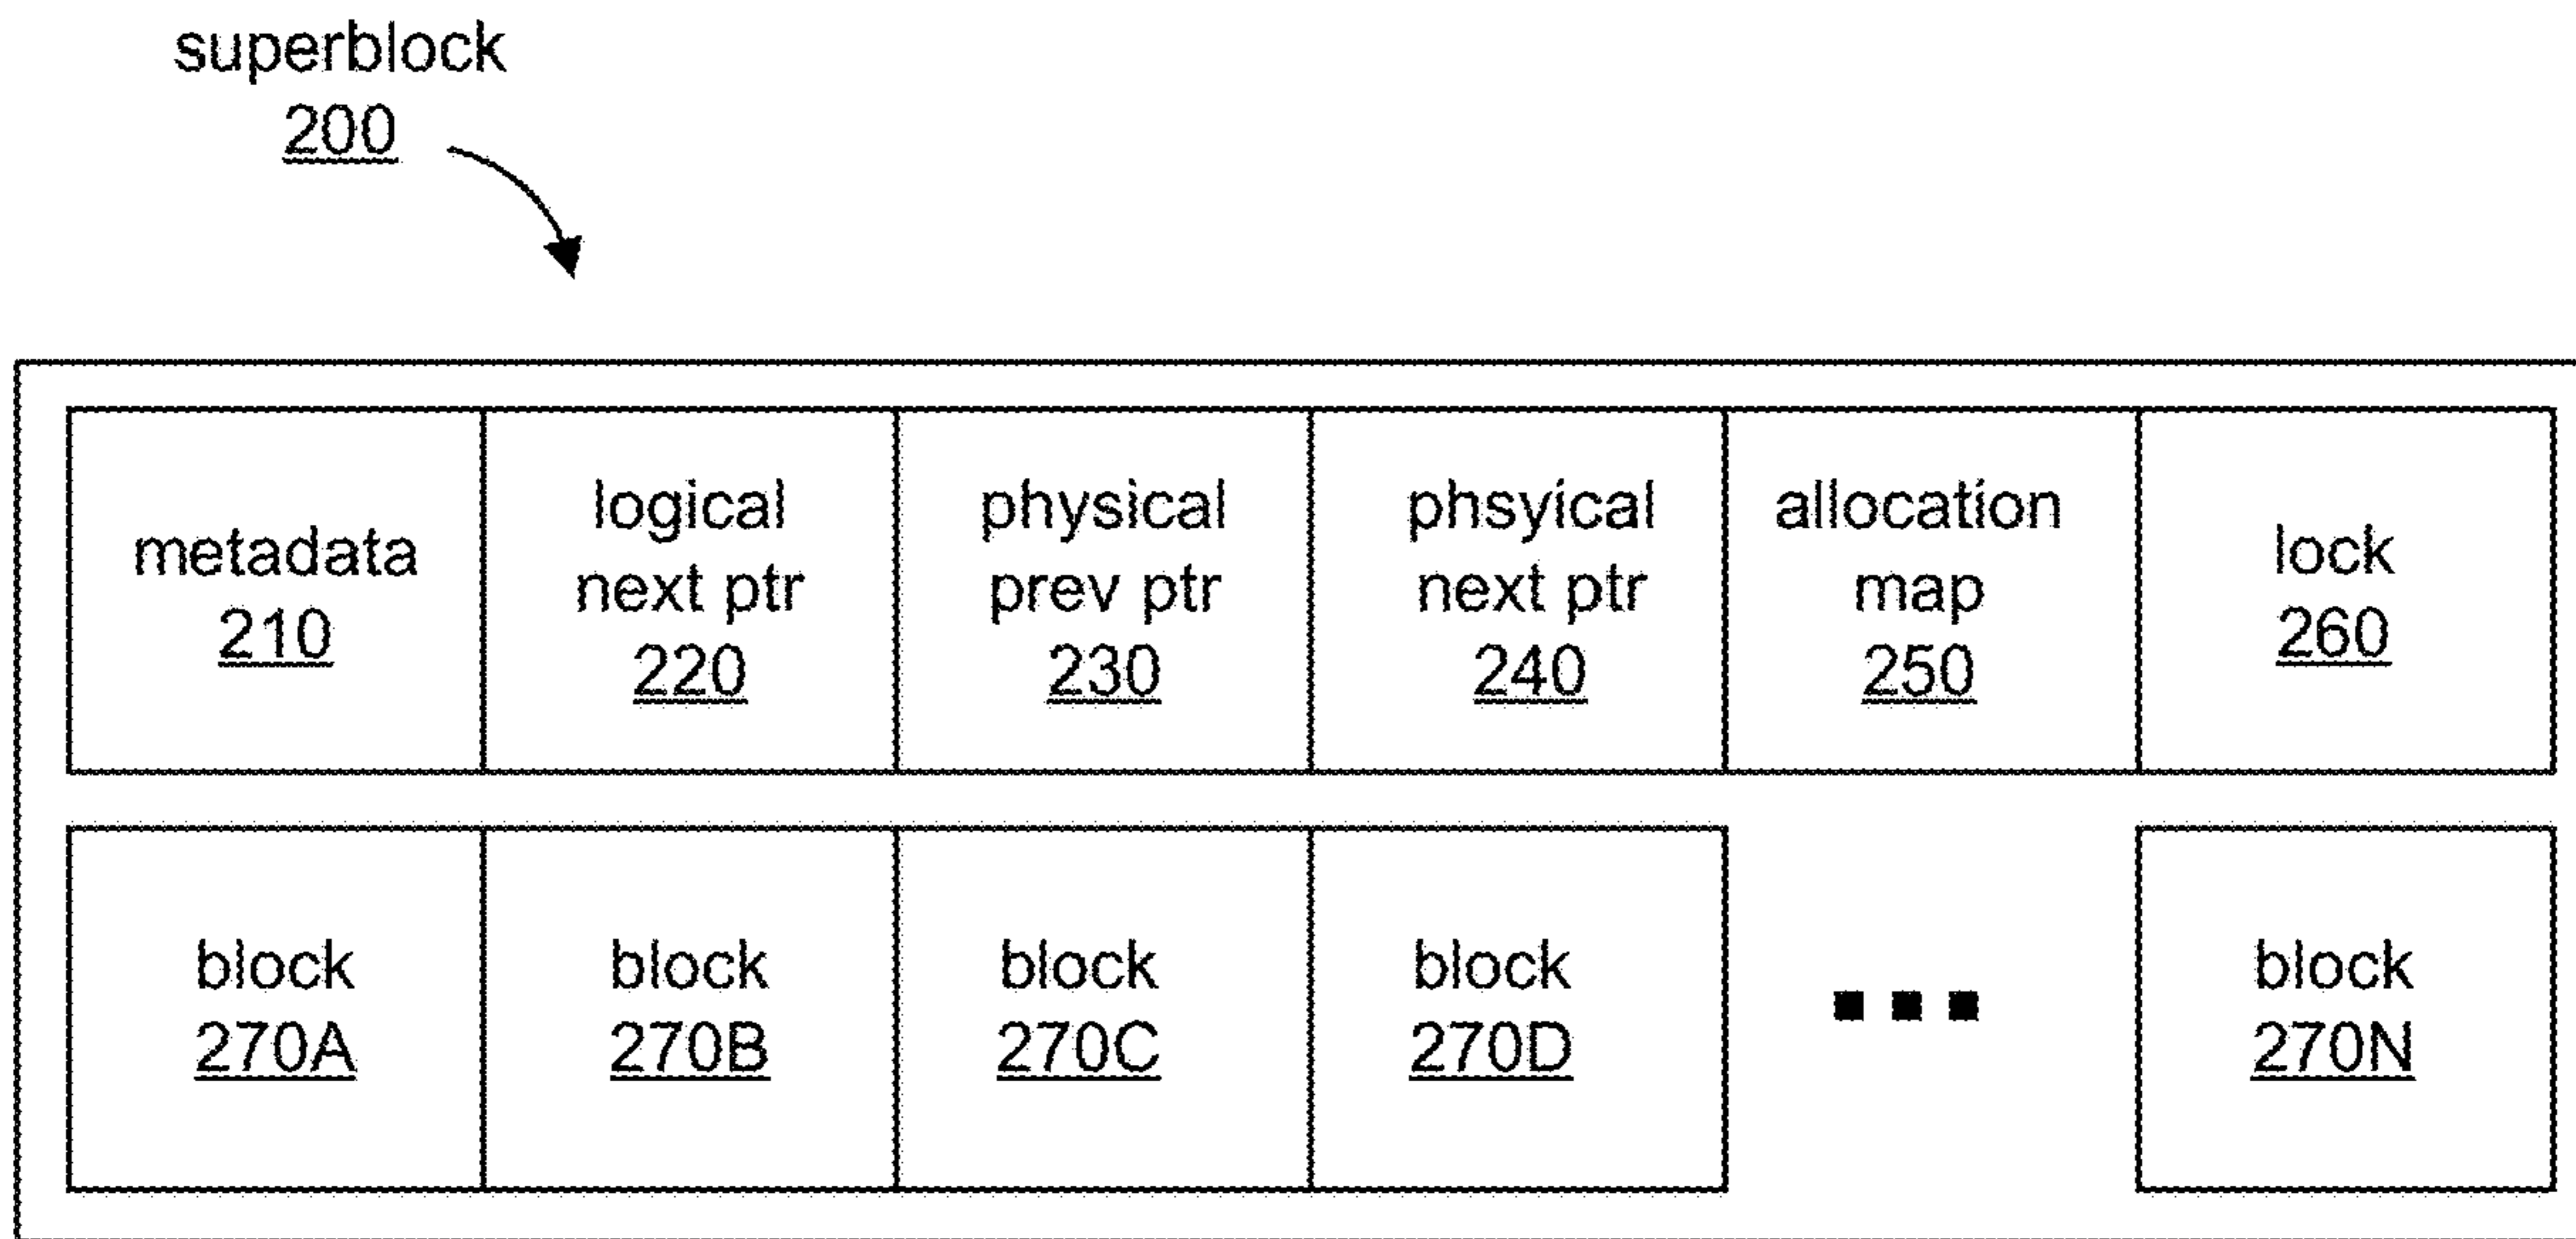 superblock
200
metadata
210
logical
next ptr
220
physical
prev ptr
230
phsyical
next ptr
240
allocation
map
250
lock
260
block
270A
block
270B
block
270C
block
270D
block
270N